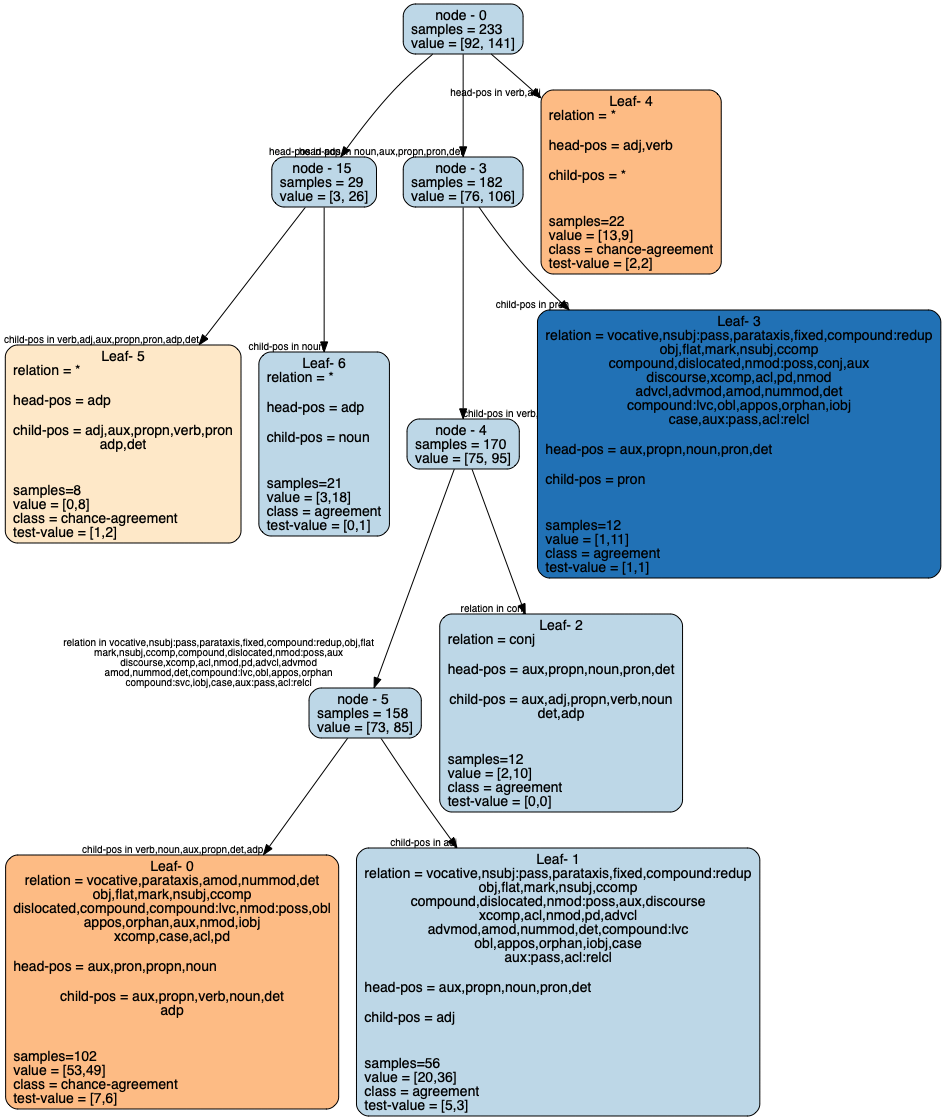 node - 0
samples = 233
value = [92, 141]
head-pos in verb,adj
Leaf- 4
relation = *
head-pos = adj,verb
child-pos = *
samples=22
value = [13,9]
class = chance-agreement
test-value = [2,2]
noun,aux,propn,pron,det
node - 15
samples = 29
value = [3, 26]
node - 3
samples = 182
value = [76, 106]
child-pos in pron
Leaf- 3
relation = vocative,nsubj:pass,parataxis,fixed,compound:redup
obj,flat,mark,nsubj,ccomp
compound,dislocated,nmod:poss,conj,aux
discourse,xcomp,acl,pd,nmod
advcl,advmod,amod,nummod,det
compound:lvc,obl,appos,orphan,iobj
case,aux:pass,acl:relcl
head-pos = aux,propn,noun,pron,det
child-pos = pron
samples=12
value = [1,11]
class = agreement
test-value = [1,1]
child-pos in verb,adj,aux,propn,pron,adp,det
Leaf- 5
relation = *
head-pos = adp
child-pos = adj,aux,propn,verb,pron
adp,det
samples=8
value = [0,8]
class = chance-agreement
test-value = [1,2]
child-pos in noun
Leaf- 6
relation = *
head-pos = adp
child-pos = noun
samples=21
value = [3,18]
class = agreement
test-value = [0,1]
child-pos in verb,
node - 4
samples = 170
value = [75, 95]
relation in conj
Leaf- 2
relation = conj
head-pos = aux,propn,noun,pron,det
child-pos = aux,adj,propn,verb,noun
det,adp
samples=12
value = [2,10]
class = agreement
test-value = [0,0]
relation in vocative,nsubj:pass,parataxis,fixed,compound:redup,obj,flat
mark,nsubj,ccomp,compound,dislocated,nmod:poss,aux
discourse,xcomp,acl,nmod,pd,advcl,advmod
amod,nummod,det,compound:lvc,obl,appos,orphan
compound:svc,iobj,case,aux:pass,acl:relcl
node - 5
samples = 158
value = [73, 85]
child-pos in verb,noun,aux,propn,det,adp
Leaf- 0
relation = vocative,parataxis,amod,nummod,det
obj,flat,mark,nsubj,ccomp
dislocated,compound,compound:lvc,nmod:poss,obl
appos,orphan,aux,nmod,iobj
xcomp,case,acl,pd
head-pos = aux,pron,propn,noun
child-pos = aux,propn,verb,noun,det
adp
samples=102
value = [53,49]
class = chance-agreement
test-value = [7,6]
child-pos in adj
Leaf- 1
relation = vocative,nsubj:pass,parataxis,fixed,compound:redup
obj,flat,mark,nsubj,ccomp
compound,dislocated,nmod:poss,aux,discourse
xcomp,acl,nmod,pd,advcl
advmod,amod,nummod,det,compound:lvc
obl,appos,orphan,iobj,case
aux:pass,acl:relcl
head-pos = aux,propn,noun,pron,det
child-pos = adj
samples=56
value = [20,36]
class = agreement
test-value = [5,3]